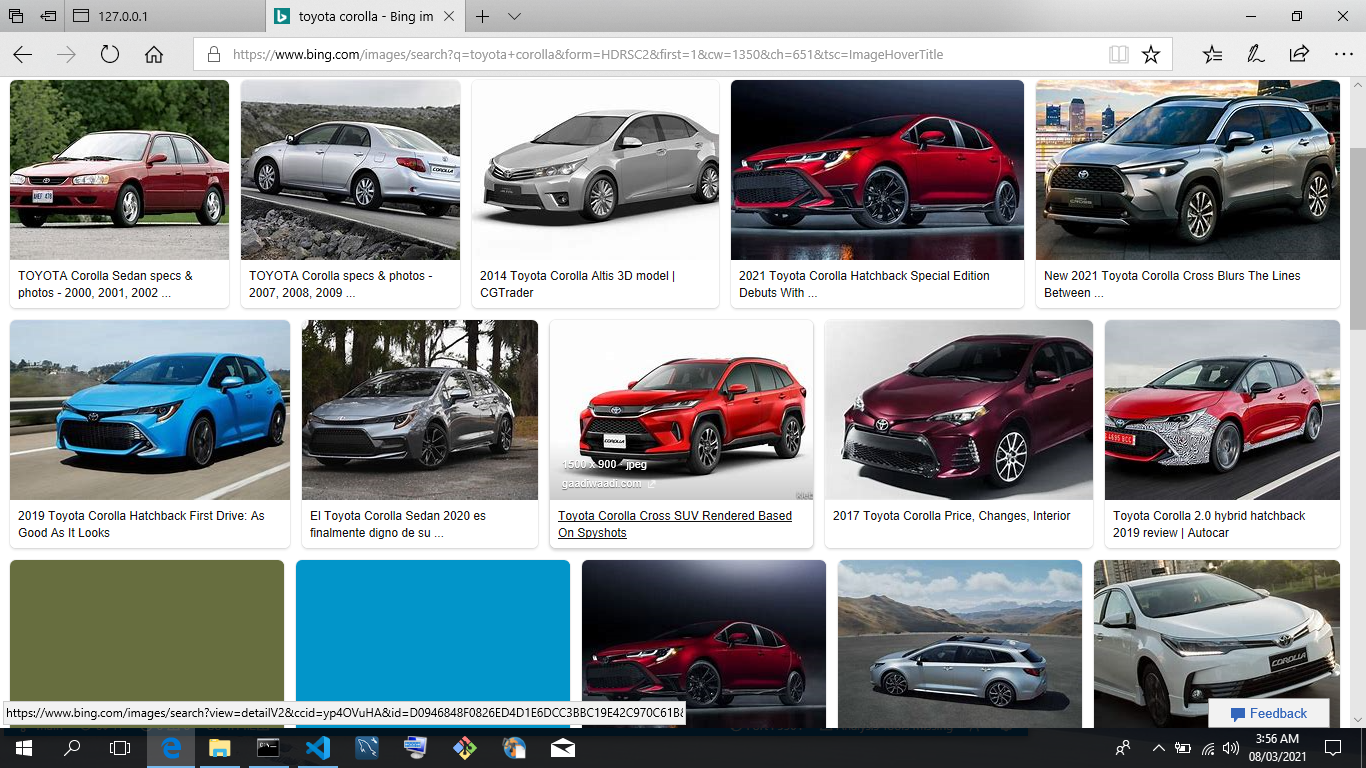 127.0.0.1
toyota corolla - Bing im
https://www.bing.com/images/search?q=toyota+corolla&form=HDRSC2&first=1&cw=1350&ch=651&tsc=ImageHoverTitle
COROLLA
TOYOTA Corolla Sedan specs &
photos - 2000, 2001, 2002 ...
TOYOTA Corolla specs & photos -
2007, 2008, 2009 ...
2014 Toyota Corolla Altis 3D model |
CGTrader
2021 Toyota Corolla Hatchback Special Edition
Debuts With ...
New 2021 Toyota Corolla Cross Blurs The Lines
Between ...
COROLLA
1500 x 900 · jpeg
gaadiwaadi.com
2019 Toyota Corolla Hatchback First Drive: As
Good As It Looks
El Toyota Corolla Sedan 2020 es
finalmente digno de su ...
Toyota Corolla Cross SUV Rendered Based
On Spyshots
2017 Toyota Corolla Price, Changes, Interior
Toyota Corolla 2.0 hybrid hatchback
2019 review | Autocar
COROLLA
https://www.bing.com/images/search?view=detailV2&ccid=yp4OVuHA&id=D0946848F0826ED4D1E6DCC3BBC19E42C970C61B&
Feedback
3:56 AM
08/03/2021